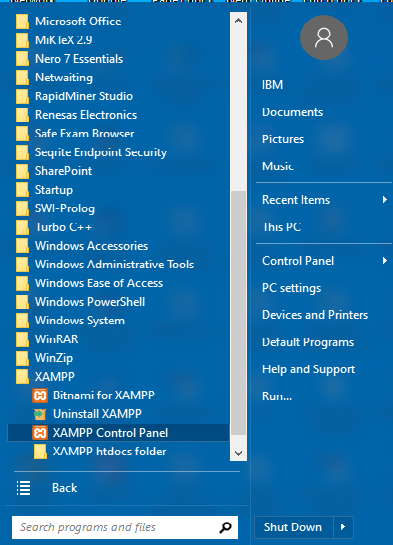 Microsoft Office
MiKTeX 2.9
Nero 7 Essentials
Netwaiting
RapidMiner Studio
Renesas Electronics
Safe Exam Browser
Seqrite Endpoint Security
SharePoint
Startup
SWI-Prolog
Turbo C++
Windows Accessories
Windows Administrative Tools
Windows Ease of Access
Windows PowerShell
Windows System
WinRAR
WinZip
XAMPP
Bitnami for XAMPP
Uninstall XAMPP
XAMPP Control Panel
XAMPP htdocs folder
Back
Search programs and files
IBM
Documents
Pictures
Music
Recent Items
This PC
Control Panel
PC settings
Devices and Printers
Default Programs
Help and Support
Run...
Shut Down